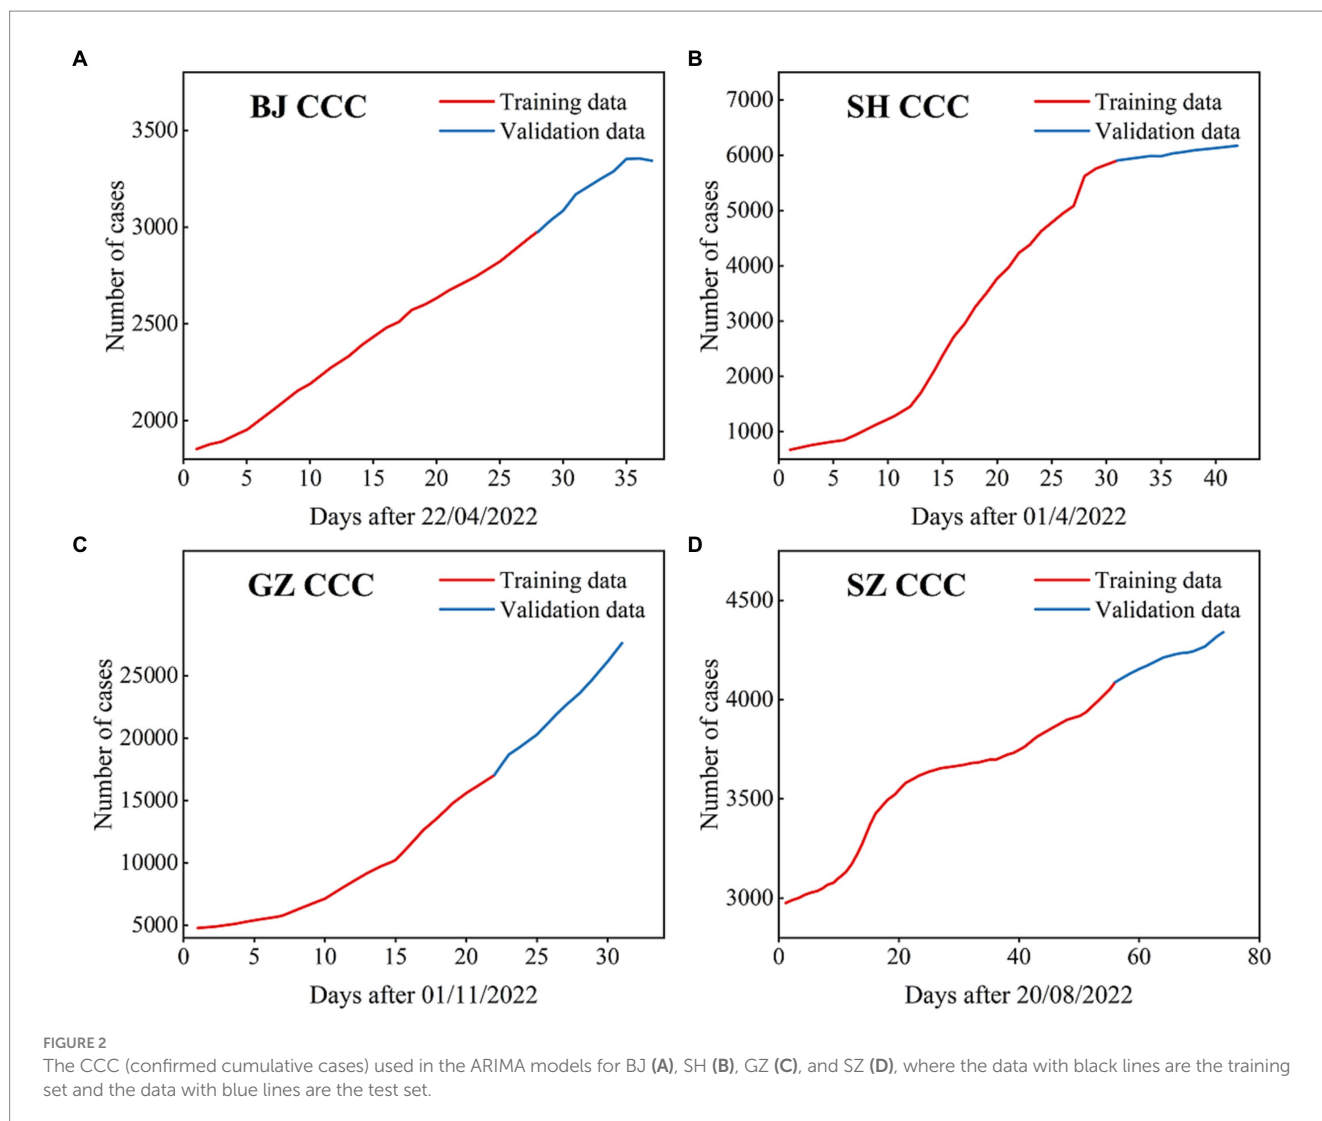 A
BJ CCC
Training data
Validation data
3500
3000
2500
2000
Number of cases
0 5 10 15 20 25 30 35
Days after 22/04/2022
B
SH CCC
Training data
Validation data
7000
6000
5000
4000
3000
2000
1000
Number of cases
0 5 10 15 20 25 30 35 40
Days after 01/4/2022
C
GZ CCC
Training data
Validation data
25000
20000
15000
10000
5000
Number of cases
0 5 10 15 20 25 30
Days after 01/11/2022
D
SZ CCC
Training data
Validation data
4500
4000
3500
3000
Number of cases
0 20 40 60 80
Days after 20/08/2022
FIGURE 2
The CCC (confirmed cumulative cases) used in the ARIMA models for BJ (A), SH (B), GZ (C), and SZ (D), where the data with black lines are the training
set and the data with blue lines are the test set.